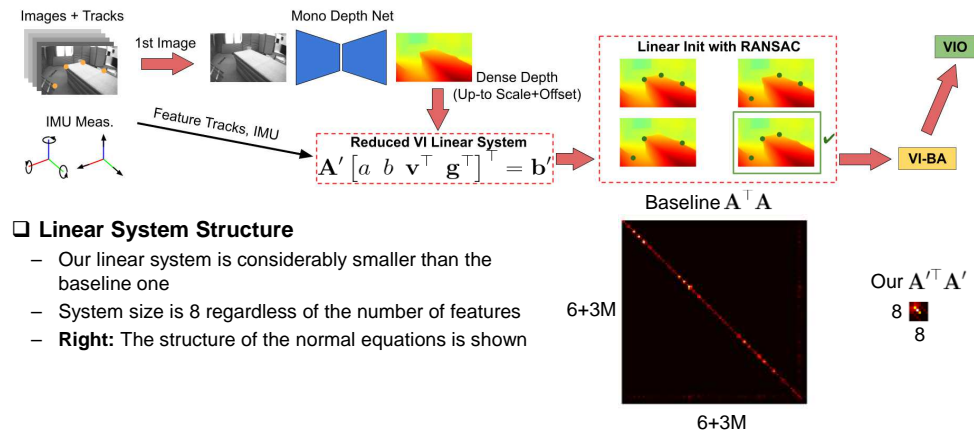 Images + Tracks
1st Image
Mono Depth Net
Dense Depth
(Up-to Scale+Offset)
Linear Init with RANSAC
VIO
IMU Meas.
Feature Tracks, IMU
Reduced VI Linear System
A′ [a b v⊤ g⊤]⊤ = b′
✓
VI-BA
❑ Linear System Structure
– Our linear system is considerably smaller than the
baseline one
– System size is 8 regardless of the number of features
– Right: The structure of the normal equations is shown
Baseline A⊤A
6+3M
6+3M
Our A′⊤A′
8
8